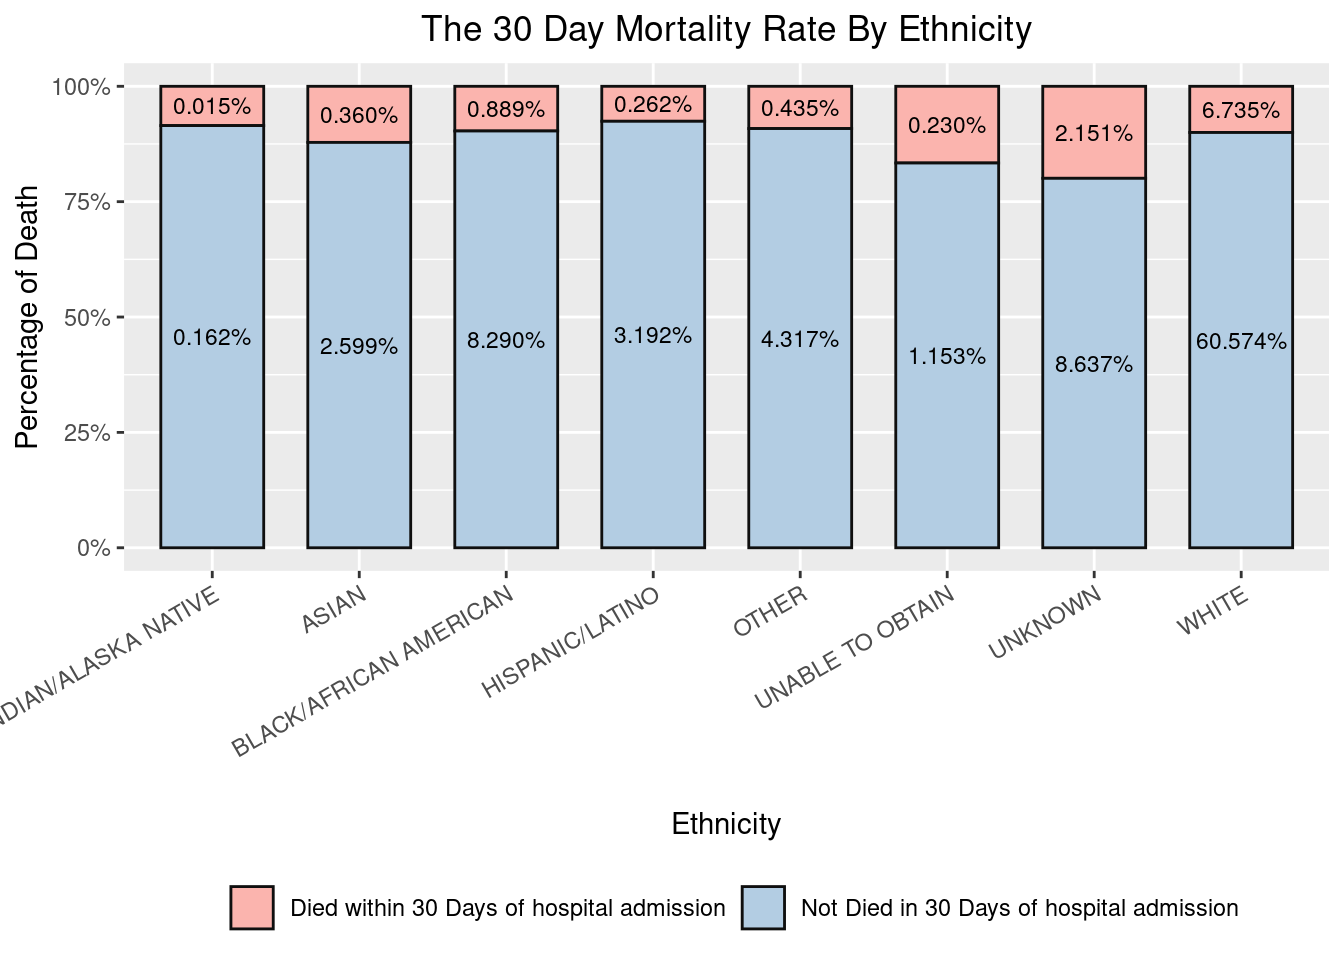 The 30 Day Mortality Rate By Ethnicity
Percentage of Death
100%
75%
50%
25%
0%
0.015%
0.360%
0.889%
0.262%
0.435%
0.230%
2.151%
6.735%
0.162%
2.599%
8.290%
3.192%
4.317%
1.153%
8.637%
60.574%
NDIAN/ALASKA NATIVE
ASIAN
BLACK/AFRICAN AMERICAN
HISPANIC/LATINO
OTHER
UNABLE TO OBTAIN
UNKNOWN
WHITE
Ethnicity
Died within 30 Days of hospital admission
Not Died in 30 Days of hospital admission